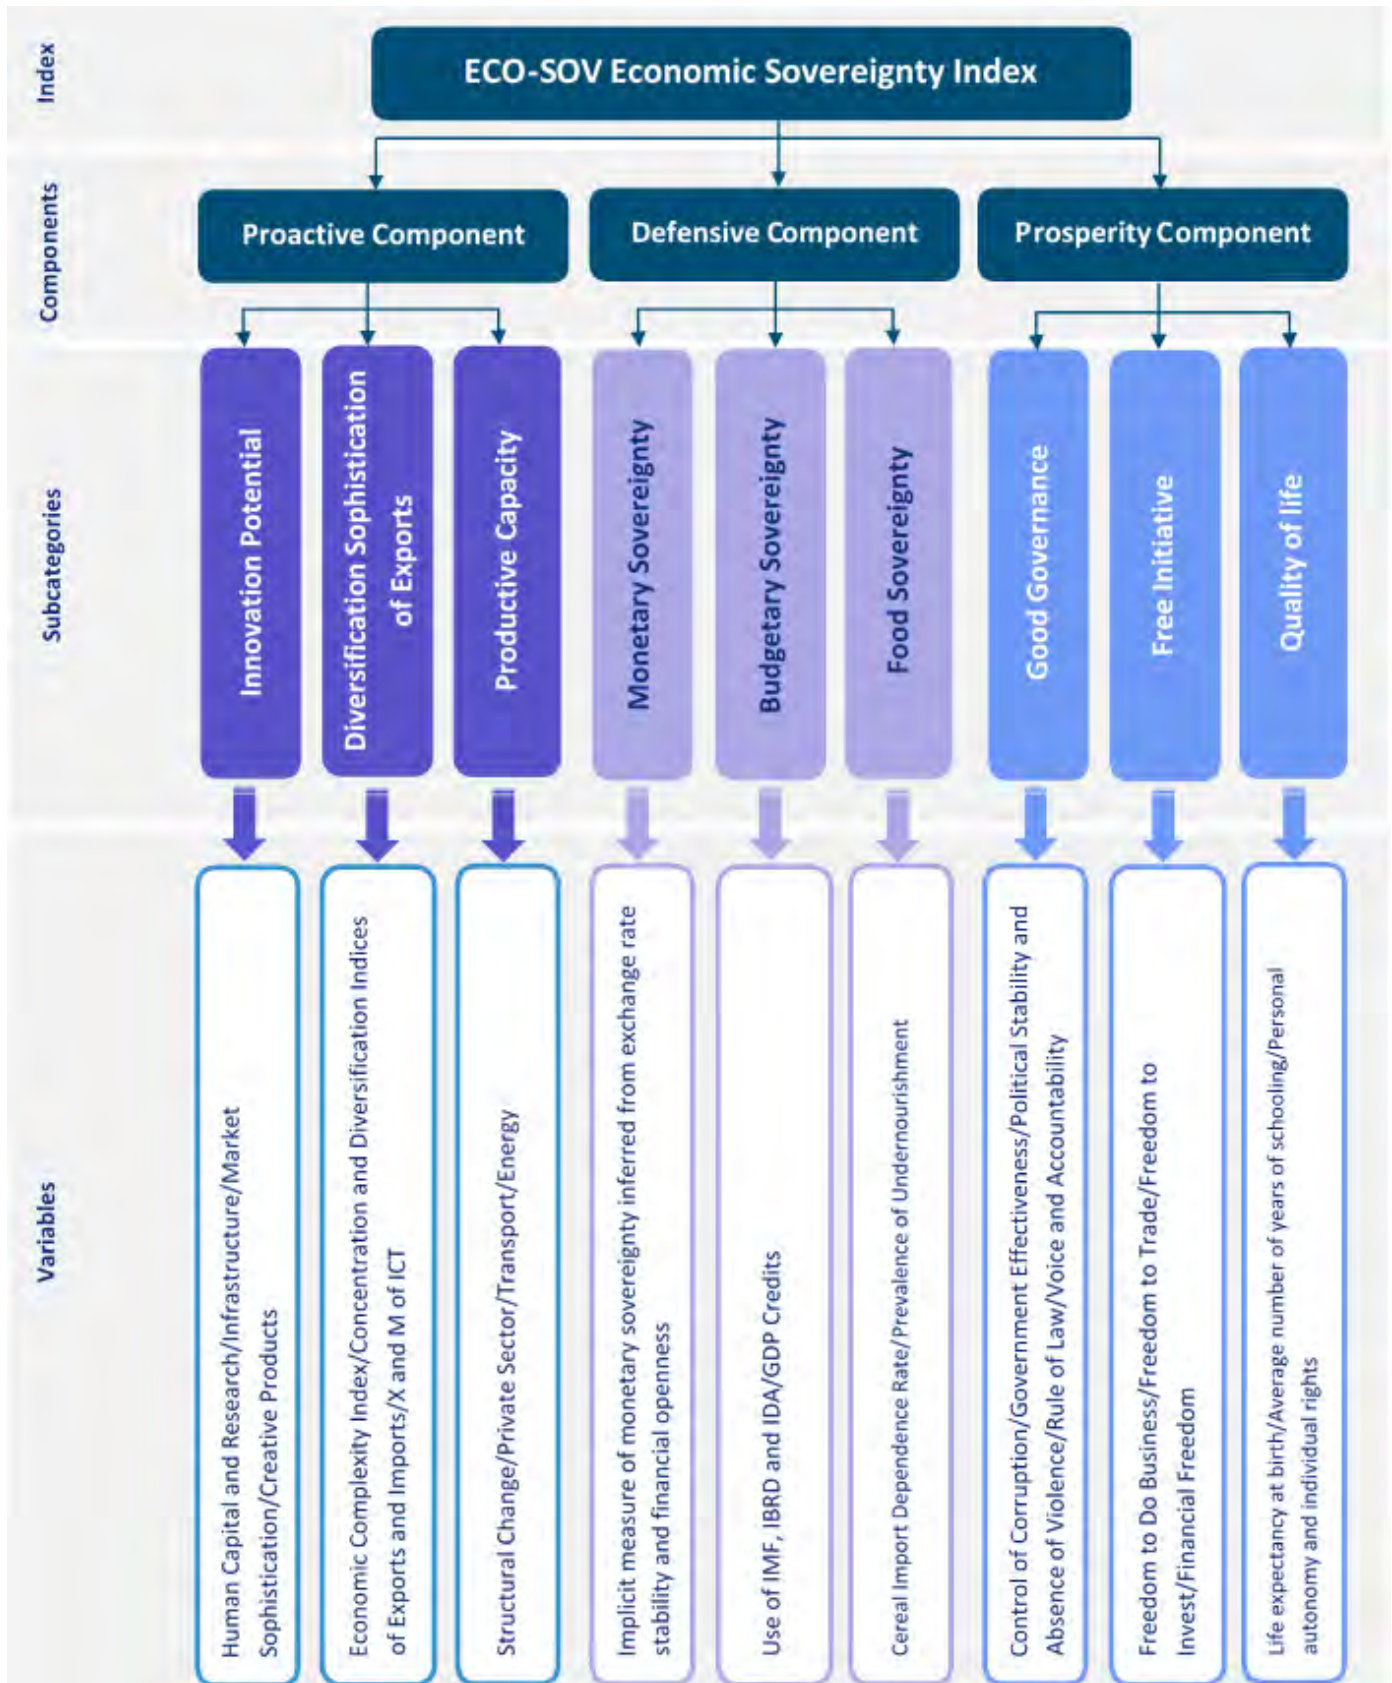 Index
ECO-SOV Economic Sovereignty Index
Components
Proactive Component
Defensive Component
Prosperity Component
Subcategories
Innovation Potential
Diversification Sophistication
of Exports
Productive Capacity
Monetary Sovereignty
Budgetary Sovereignty
Food Sovereignty
Good Governance
Free Initiative
Quality of life
Variables
Human Capital and Research/Infrastructure/Market
Sophistication/Creative Products
Economic Complexity Index/Concentration and Diversification Indices
of Exports and Imports/X and M of ICT
Structural Change/Private Sector/Transport/Energy
Implicit measure of monetary sovereignty inferred from exchange rate
stability and financial openness
Use of IMF, IBRD and IDA/GDP Credits
Cereal Import Dependence Rate/Prevalence of Undernourishment
Control of Corruption/Government Effectiveness/Political Stability and
Absence of Violence/Rule of Law/Voice and Accountability
Freedom to Do Business/Freedom to Trade/Freedom to
Invest/Financial Freedom
Life expectancy at birth/Average number of years of schooling/Personal
autonomy and individual rights